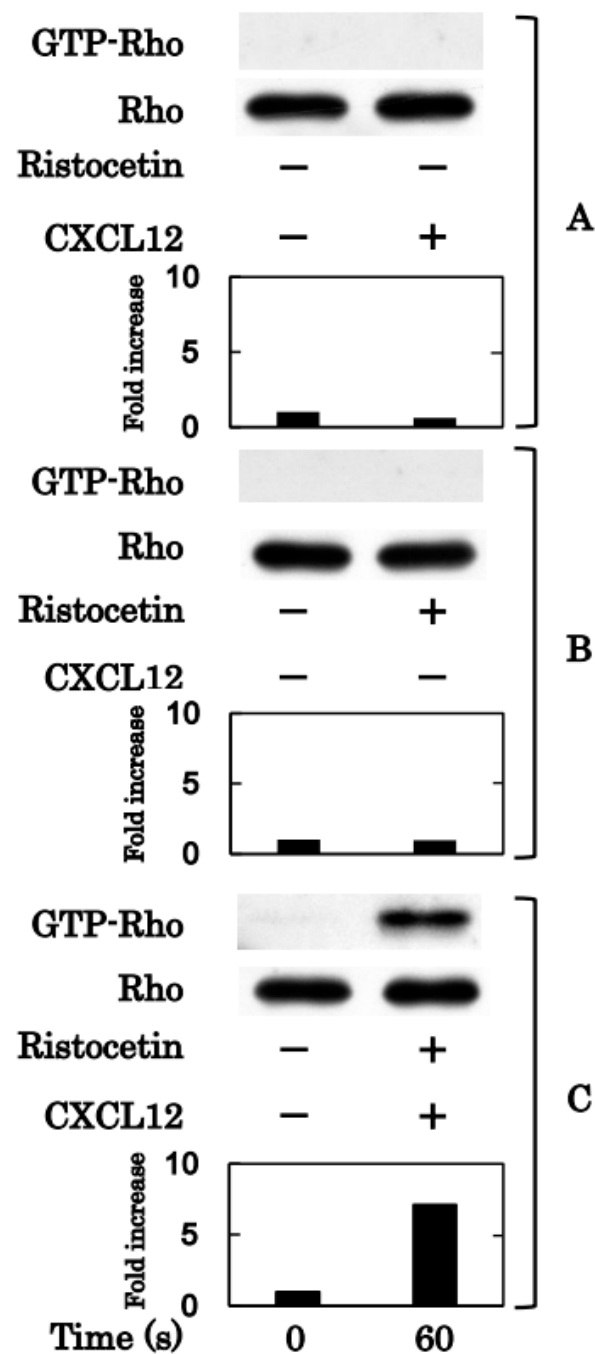 GTP-Rho
Rho
Ristocetin − −
CXCL12 − +
Fold increase
10
5
0
A
GTP-Rho
Rho
Ristocetin − +
CXCL12 − −
Fold increase
10
5
0
B
GTP-Rho
Rho
Ristocetin − +
CXCL12 − +
Fold increase
10
5
0
C
Time (s) 0 60